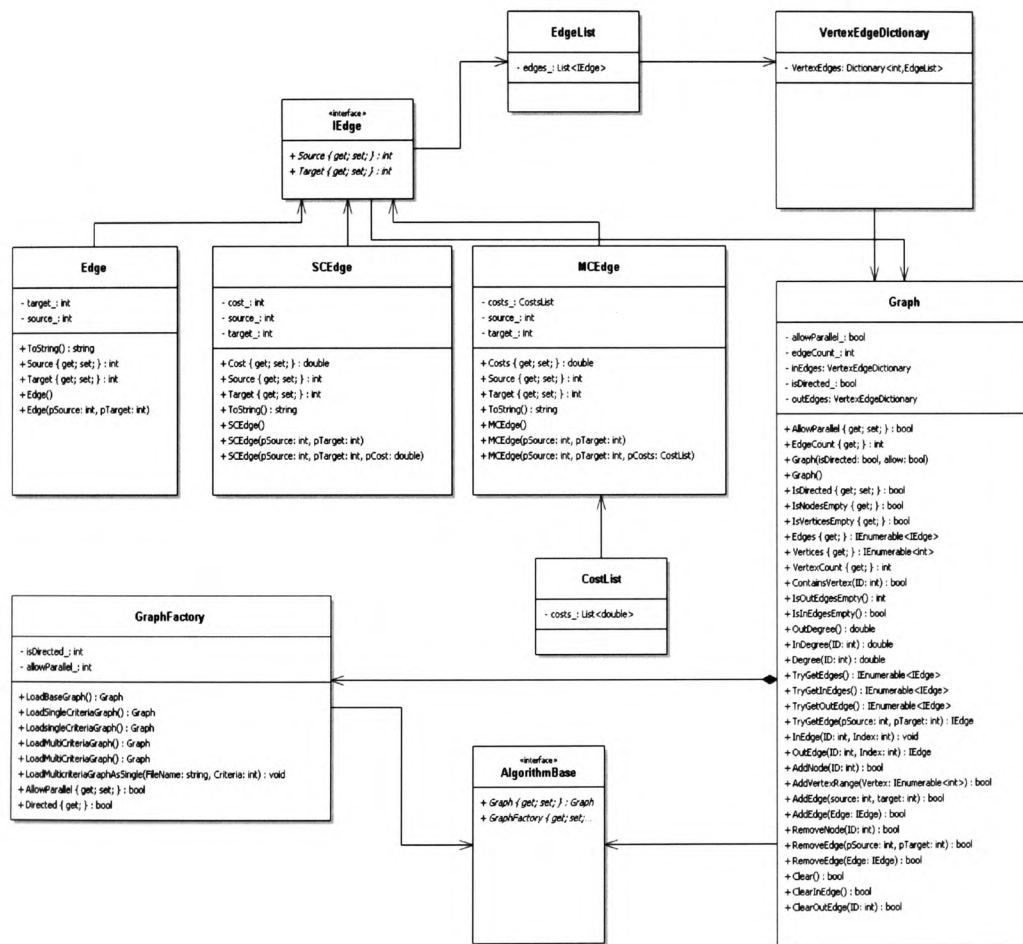 EdgeList
- edges_: List<IEdge>
VertexEdgeDictionary
- VertexEdges: Dictionary<int,EdgeList>
«interface»
IEdge
+ Source { get; set; } : int
+ Target { get; set; } : int
Edge
- target_: int
- source_: int
+ ToString() : string
+ Source { get; set; } : int
+ Target { get; set; } : int
+ Edge()
+ Edge(pSource: int, pTarget: int)
SCEdge
- cost_: int
- source_: int
- target_: int
+ Cost { get; set; } : double
+ Source { get; set; } : int
+ Target { get; set; } : int
+ ToString() : string
+ SCEdge()
+ SCEdge(pSource: int, pTarget: int)
+ SCEdge(pSource: int, pTarget: int, pCost: double)
MCEdge
- costs_: CostsList
- source_: int
- target_: int
+ Costs { get; set; } : double
+ Source { get; set; } : int
+ Target { get; set; } : int
+ ToString() : string
+ MCEdge()
+ MCEdge(pSource: int, pTarget: int)
+ MCEdge(pSource: int, pTarget: int, pCosts: CostList)
Graph
- allowParallel_: bool
- edgeCount_: int
- inEdges: VertexEdgeDictionary
- isDirected_: bool
- outEdges: VertexEdgeDictionary
+ AllowParallel { get; set; } : bool
+ EdgeCount { get; } : int
+ Graph(isDirected: bool, allow: bool)
+ Graph()
+ IsDirected { get; set; } : bool
+ IsNodesEmpty { get; } : bool
+ IsVerticesEmpty { get; } : bool
+ Edges { get; } : IEnumerable<IEdge>
+ Vertices { get; } : IEnumerable<int>
+ VertexCount { get; } : int
+ ContainsVertex(ID: int) : bool
+ IsOutEdgesEmpty() : int
+ IsInEdgesEmpty() : bool
+ OutDegree() : double
+ InDegree(ID: int) : double
+ Degree(ID: int) : double
+ TryGetEdges() : IEnumerable<IEdge>
+ TryGetInEdges() : IEnumerable<IEdge>
+ TryGetOutEdge() : IEnumerable<IEdge>
+ TryGetEdge(pSource: int, pTarget: int) : IEdge
+ InEdge(ID: int, Index: int) : void
+ OutEdge(ID: int, Index: int) : IEdge
+ AddNode(ID: int) : bool
+ AddVertexRange(Vertex: IEnumerable<int>) : bool
+ AddEdge(source: int, target: int) : bool
+ AddEdge(Edge: IEdge) : bool
+ RemoveNode(ID: int) : bool
+ RemoveEdge(pSource: int, pTarget: int) : bool
+ RemoveEdge(Edge: IEdge) : bool
+ Clear() : bool
+ ClearInEdge() : bool
+ ClearOutEdge(ID: int) : bool
CostList
- costs_: List<double>
GraphFactory
- isDirected_: int
- allowParallel_: int
+ LoadBaseGraph() : Graph
+ LoadSingleCriteriaGraph() : Graph
+ LoadsingleCriteriaGraph() : Graph
+ LoadMultiCriteriaGraph() : Graph
+ LoadMultiCriteriaGraph() : Graph
+ LoadMulticriteriaGraphAsSingle(FileName: string, Criteria: int) : void
+ AllowParallel { get; set; } : bool
+ Directed { get; } : bool
«interface»
AlgorithmBase
+ Graph { get; set; } : Graph
+ GraphFactory { get; set; ...